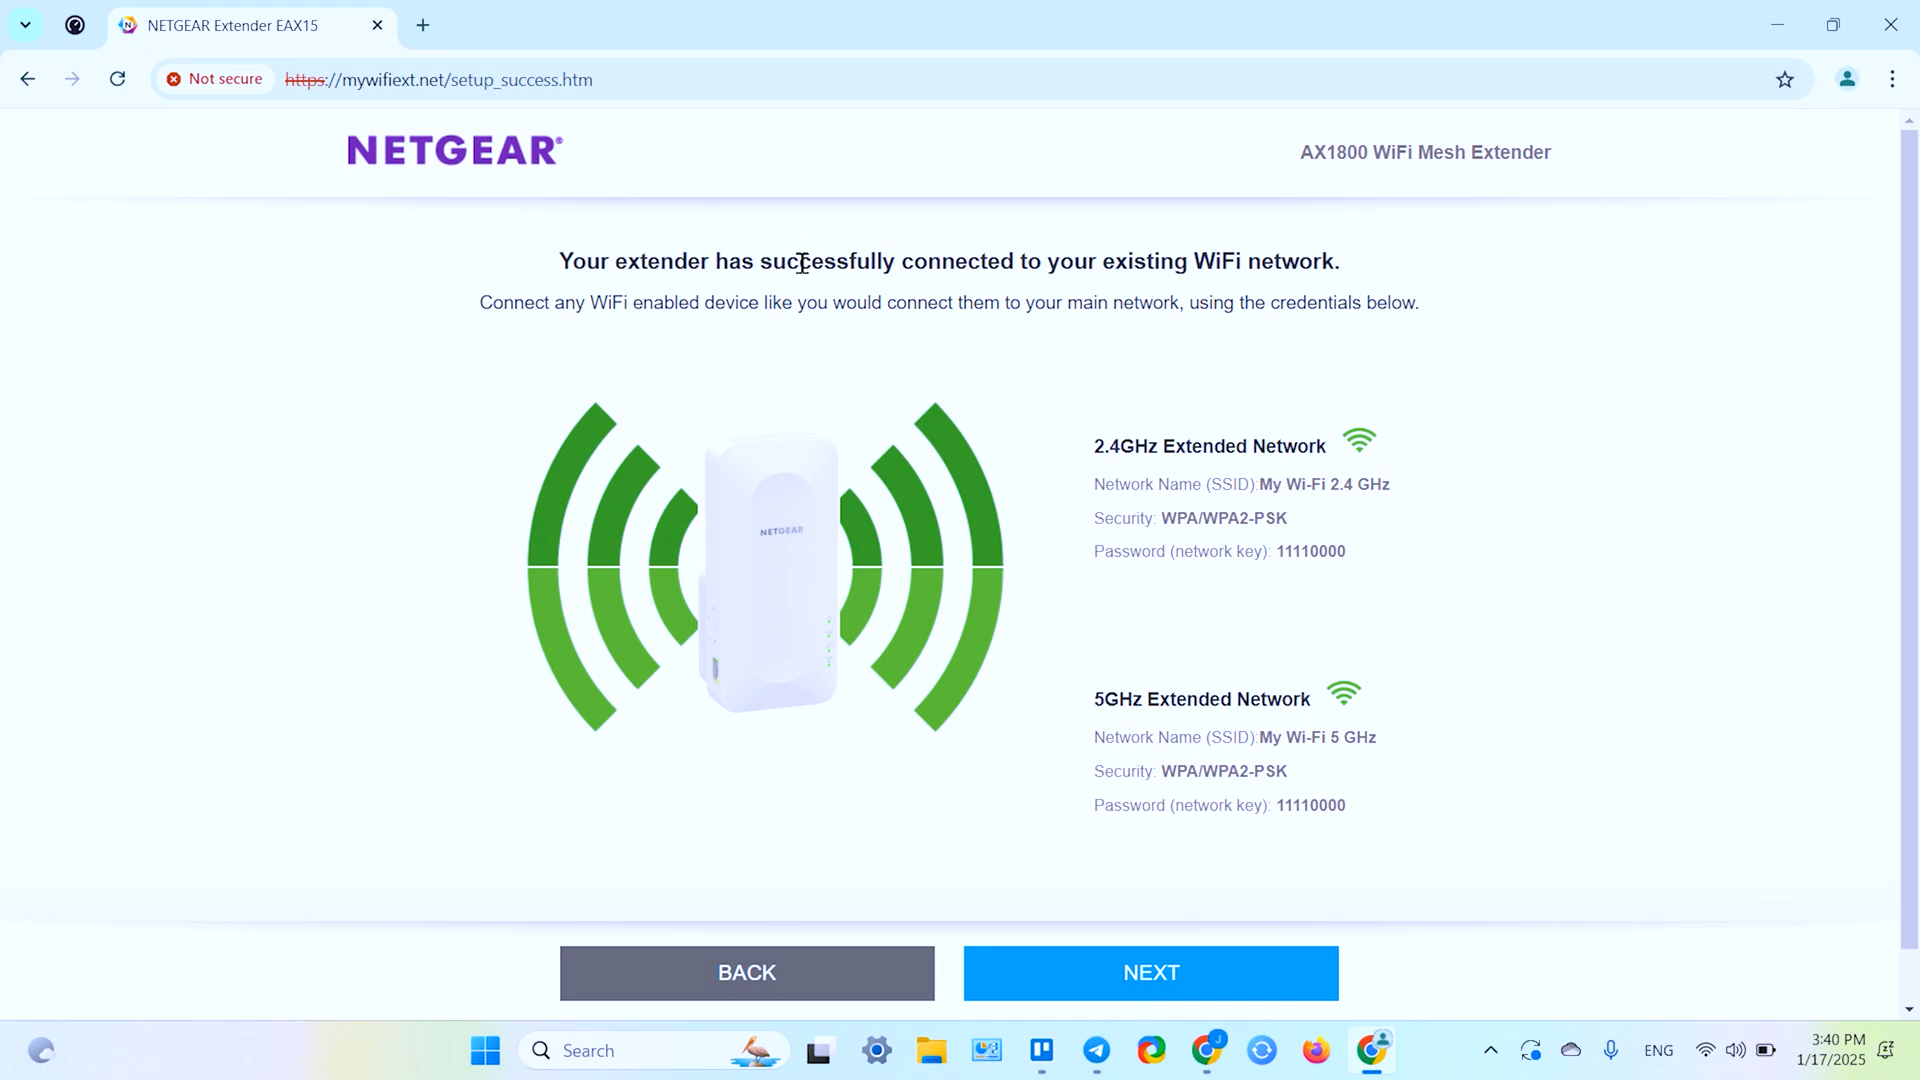 NETGEAR Extender EAX15
Not secure
https://mywifiext.net/setup_success.htm
NETGEAR®
AX1800 WiFi Mesh Extender
Your extender has successfully connected to your existing WiFi network.
Connect any WiFi enabled device like you would connect them to your main network, using the credentials below.
NETGEAR
2.4GHz Extended Network
Network Name (SSID):My Wi-Fi 2.4 GHz
Security: WPA/WPA2-PSK
Password (network key): 11110000
5GHz Extended Network
Network Name (SSID):My Wi-Fi 5 GHz
Security: WPA/WPA2-PSK
Password (network key): 11110000
BACK
NEXT
Search
J
ENG
3:40 PM
1/17/2025